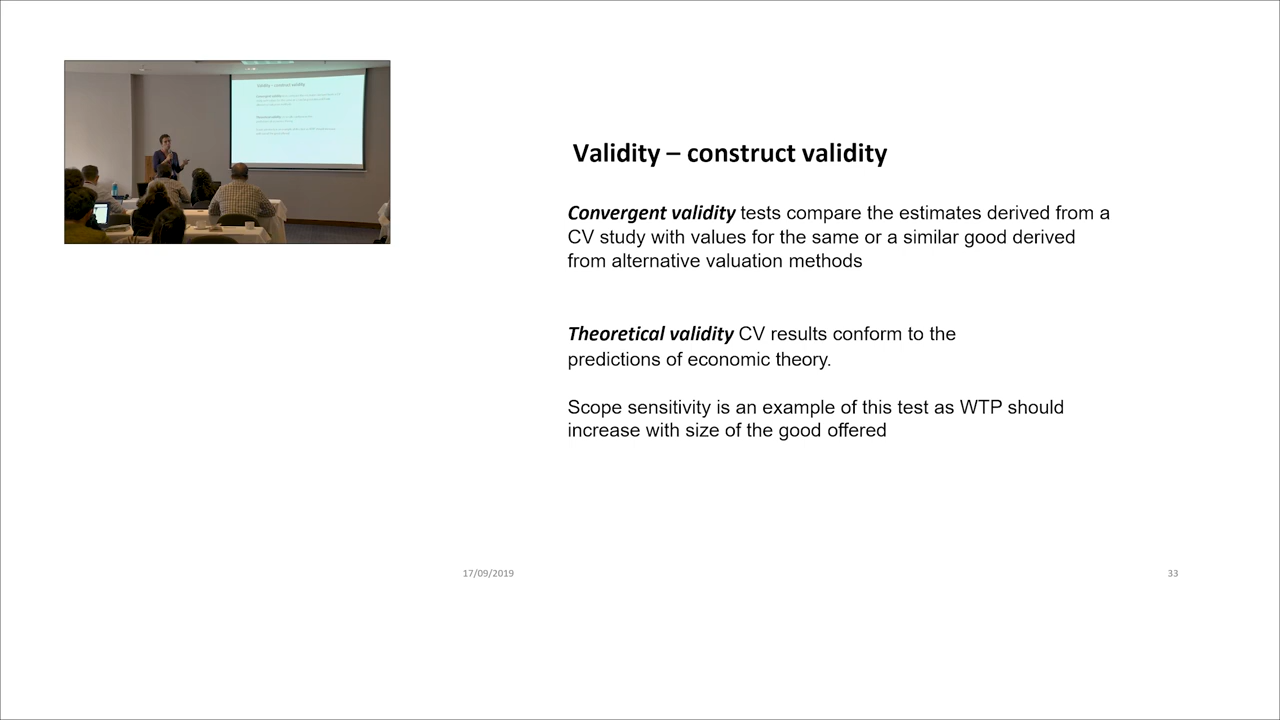 Validity – construct validity
Convergent validity tests compare the estimates derived from a
CV study with values for the same or a similar good derived
from alternative valuation methods
Theoretical validity CV results conform to the
predictions of economic theory.
Scope sensitivity is an example of this test as WTP should
increase with size of the good offered
17/09/2019
33